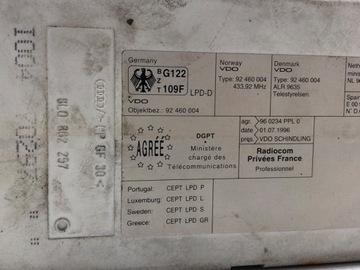 Germany
B G122
Z
T 109F
LPD-D
VDO
Objektbez.: 92 460 004
Norway
VDO
Type: 92 460 004
433.92 MHz
Denmark
VDO
Type: 92 460 004
ALR 9635
Telestyrelsen
AGRÉÉ
DGPT
Ministère
chargé des
Télécommunications
agr.: 96 0234 PPL 0
date: 01.07.1996
prés.: VDO SCHINDLING
Radiocom
Privées France
Professionnel
Portugal: CEPT LPD P
Luxemburg: CEPT LPD L
Sweden: CEPT LPD S
Greece: CEPT LPD GR
GF 30 <